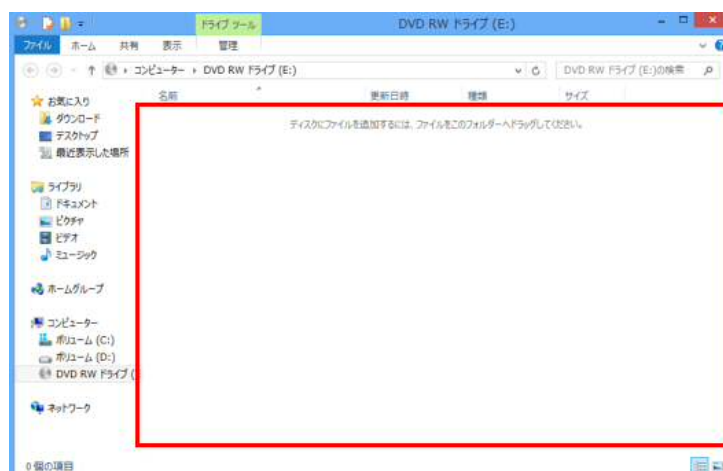 ドライブ ツール
DVD RW ドライブ (E:)
ファイル ホーム 共有 表示 管理
コンピューター DVD RW ドライブ (E:)
DVD RW ドライブ (E:)の検索
名前 更新日時 種類 サイズ
ディスクにファイルを追加するには、ファイルをこのフォルダーへドラッグしてください。
お気に入り
ダウンロード
デスクトップ
最近表示した場所
ライブラリ
ドキュメント
ピクチャ
ビデオ
ミュージック
ホームグループ
コンピューター
ボリューム (C:)
ボリューム (D:)
DVD RW ドライブ (
ネットワーク
0 個の項目